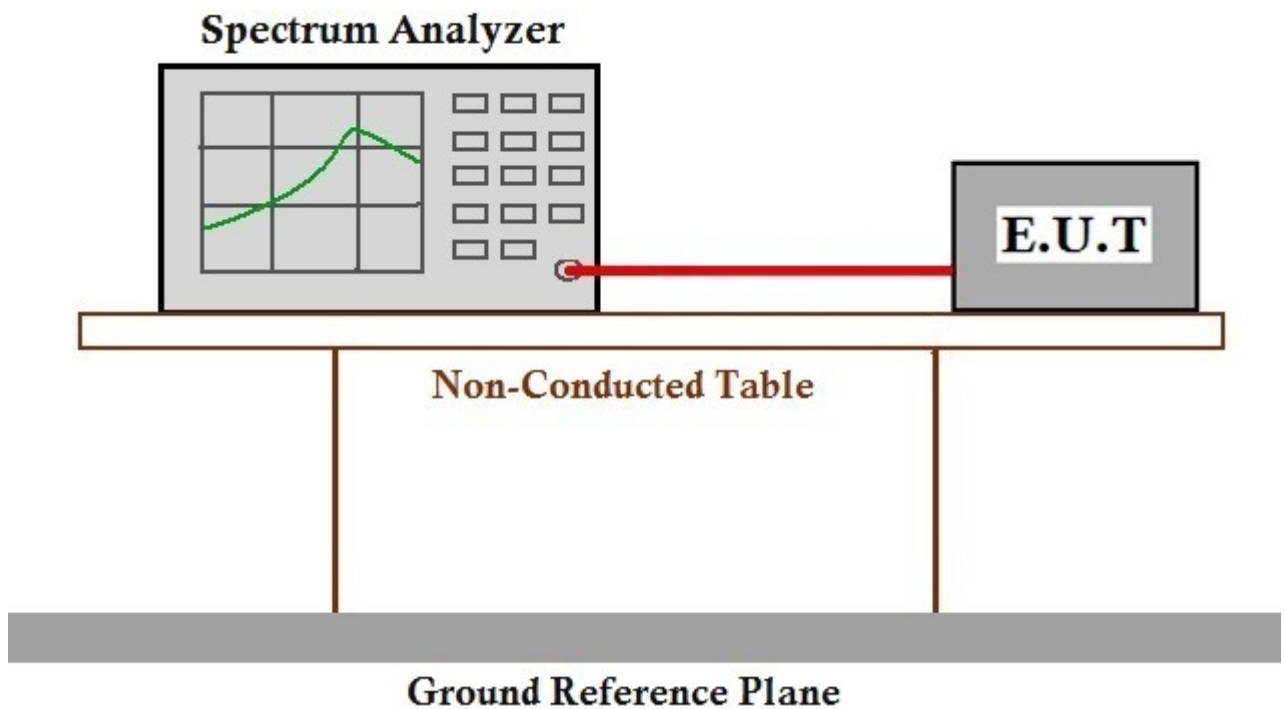 Spectrum Analyzer
E.U.T
Non-Conducted Table
Ground Reference Plane